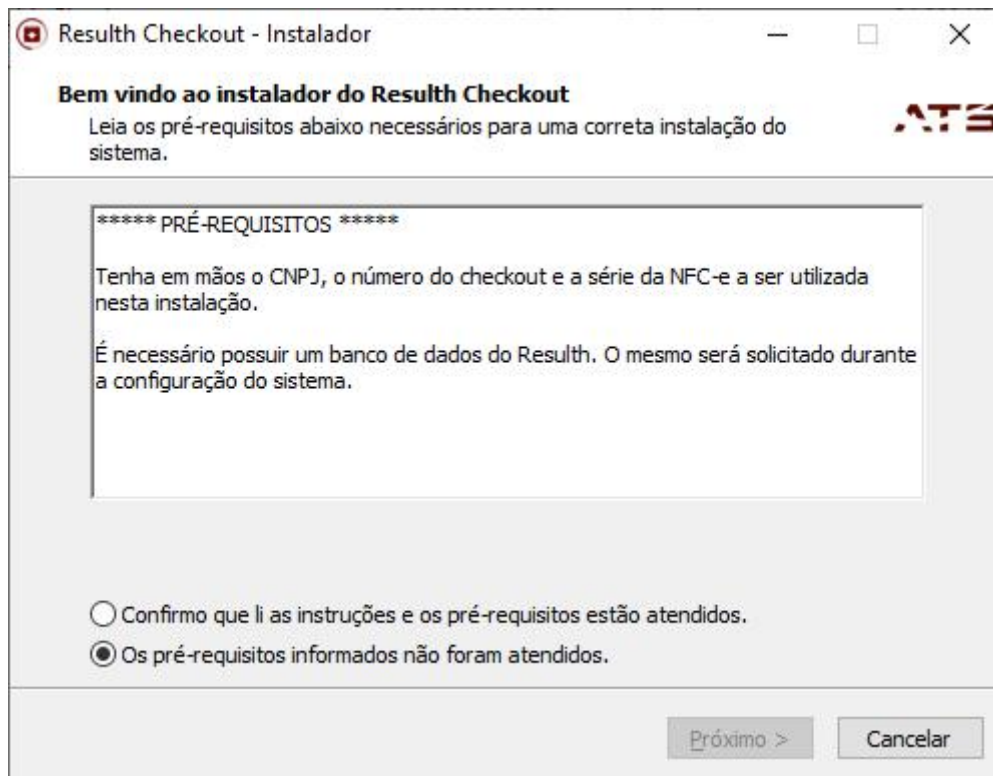 Resulth Checkout - Instalador
Bem vindo ao instalador do Resulth Checkout
Leia os pré-requisitos abaixo necessários para uma correta instalação do
sistema.
ATS
***** PRÉ-REQUISITOS *****
Tenha em mãos o CNPJ, o número do checkout e a série da NFC-e a ser utilizada
nesta instalação.
É necessário possuir um banco de dados do Resulth. O mesmo será solicitado durante
a configuração do sistema.
Confirmo que li as instruções e os pré-requisitos estão atendidos.
Os pré-requisitos informados não foram atendidos.
Próximo >
Cancelar